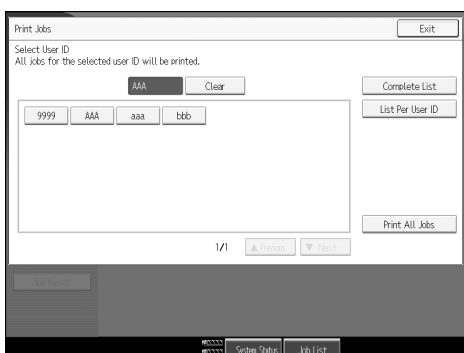 Print Jobs
Exit
Select User ID
All jobs for the selected user ID will be printed.
AAA
Clear
Complete List
9999
AAA
aaa
bbb
List Per User ID
Print All Jobs
1/1
▲ Previous
▼ Next
Job Reset
System Status
Job List